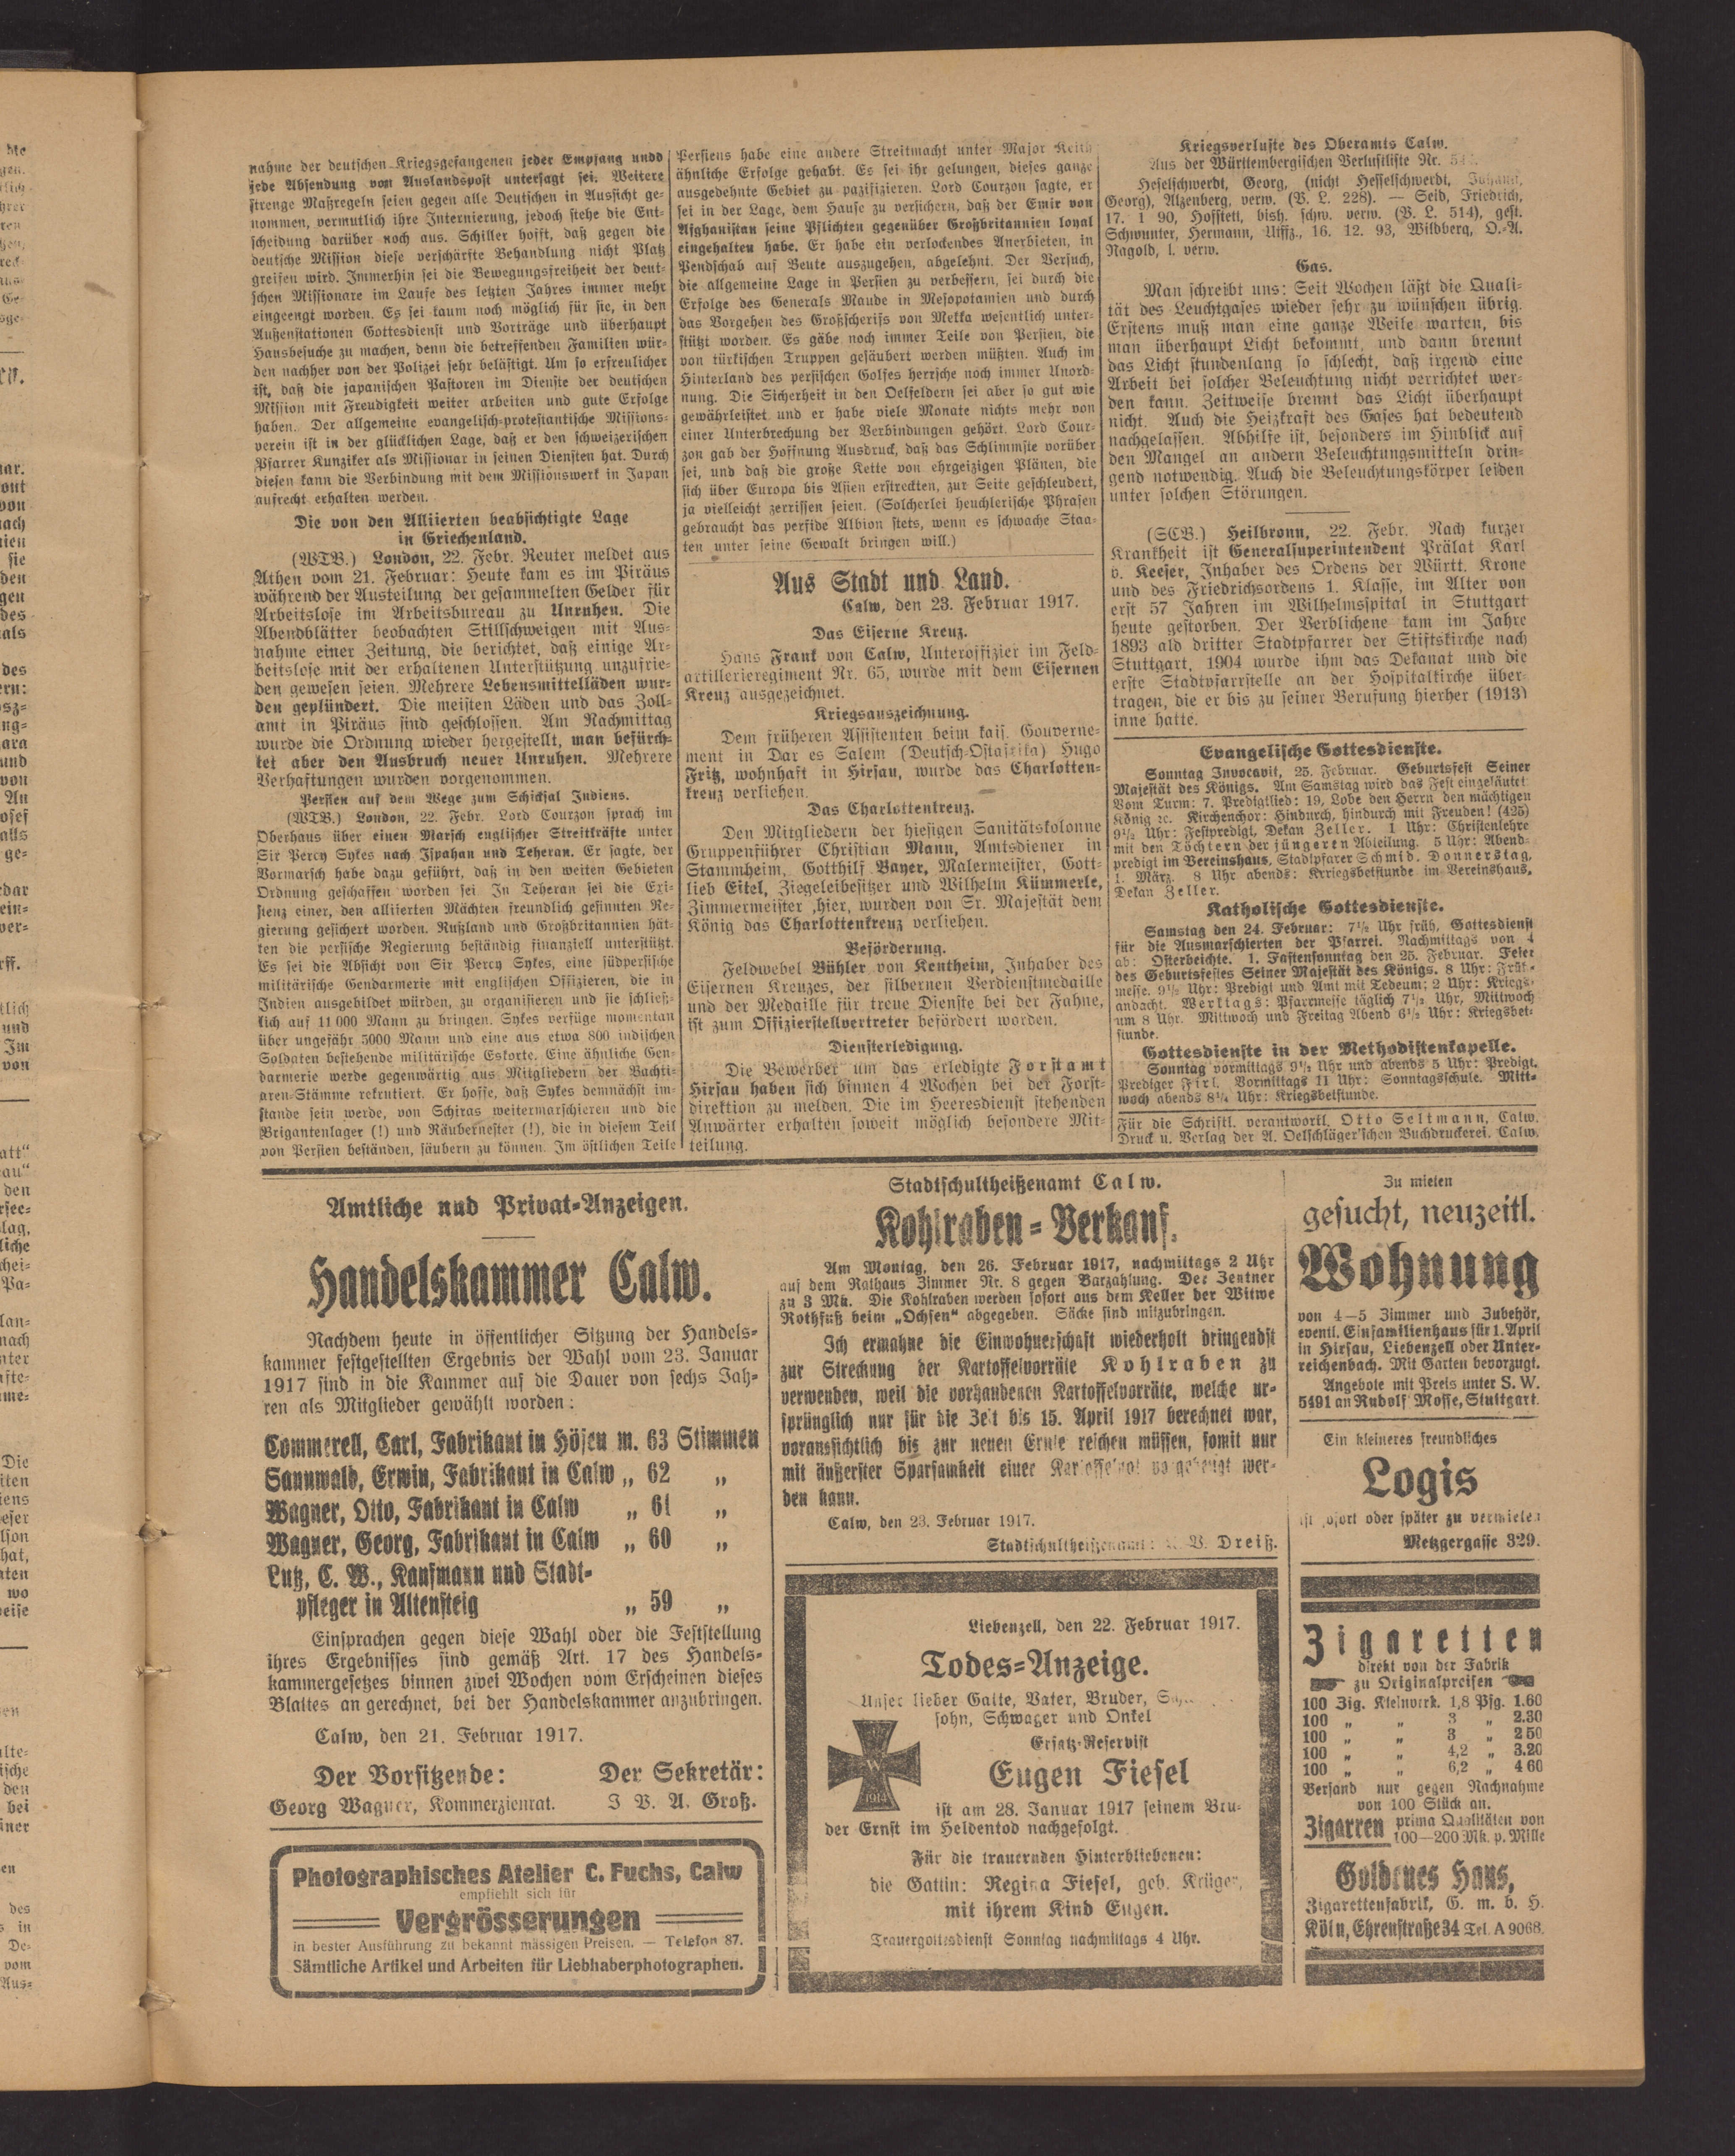 nahme der deutschen Kriegsgefangenen jeder Empfang undd
jede Absendung von Auslandspost untersagt sei. Weitere
strenge Maßregeln seien gegen alle Deutschen in Aussicht ge-
nommen, vermutlich ihre Internierung, jedoch stehe die Ent-
scheidung darüber noch aus. Schiller hofft, daß gegen die
deutsche Mission diese verschärfte Behandlung nicht Platz
greifen wird. Immerhin sei die Bewegungsfreiheit der deut-
schen Missionare im Laufe des letzten Jahres immer mehr
eingeengt worden. Es sei kaum noch möglich für sie, in den
Außenstationen Gottesdienst und Vorträge und überhaupt
Hausbesuche zu machen, denn die betreffenden Familien wür-
den nachher von der Polizei sehr belästigt. Um so erfreulicher
ist, daß die japanischen Pastoren im Dienste der deutschen
Mission mit Freudigkeit weiter arbeiten und gute Erfolge
haben. Der allgemeine evangelisch-protestantische Missions-
verein ist in der glücklichen Lage, daß er den schweizerischen
Pfarrer Kunziker als Missionar in seinen Diensten hat. Durch
diesen kann die Verbindung mit dem Missionswerk in Japan
aufrecht erhalten werden.
Die von den Alliierten beabsichtigte Lage
in Griechenland.
(WTB.) London, 22. Febr. Reuter meldet aus
Athen vom 21. Februar: Heute kam es im Piräus
während der Austeilung der gesammelten Gelder für
Arbeitslose im Arbeitsbureau zu Unruhen. Die
Abendblätter beobachten Stillschweigen mit Aus-
nahme einer Zeitung, die berichtet, daß einige Ar-
beitslose mit der erhaltenen Unterstützung unzufrie-
den gewesen seien. Mehrere Lebensmittelläden wur-
den geplündert. Die meisten Läden und das Zoll-
amt in Piräus sind geschlossen. Am Nachmittag
wurde die Ordnung wieder hergestellt, man befürch-
tet aber den Ausbruch neuer Unruhen. Mehrere
Verhaftungen wurden vorgenommen.
Persien auf dem Wege zum Schicksal Indiens.
(WTB.) London, 22. Febr. Lord Courzon sprach im
Oberhaus über einen Marsch englischer Streitkräfte unter
Sir Percy Sykes nach Ispahan und Teheran. Er sagte, der
Vormarsch habe dazu geführt, daß in den weiten Gebieten
Ordnung geschaffen worden sei In Teheran sei die Exi-
stenz einer, den alliierten Mächten freundlich gesinnten Re-
gierung gesichert worden. Rußland und Großbritannien hät-
ten die persische Regierung beständig finanziell unterstützt.
Es sei die Absicht von Sir Percy Sykes, eine südpersische
militärische Gendarmerie mit englischen Offizieren, die in
Indien ausgebildet würden, zu organisieren und sie schließ-
lich auf 11 000 Mann zu bringen. Sykes verfüge momentan
über ungefähr 5000 Mann und eine aus etwa 800 indischen
Soldaten bestehende militärische Eskorte. Eine ähnliche Gen-
darmerie werde gegenwärtig aus Mitgliedern der Bachti-
aren-Stämme rekrutiert. Er hoffe, daß Sykes demnächst im-
stande sein werde, von Schiras weitermarschieren und die
Brigantenlager (!) und Räubernester (!), die in diesem Teil
von Persien beständen, säubern zu können. Im östlichen Teile
Persiens habe eine andere Streitmacht unter Major Keith
ähnliche Erfolge gehabt. Es sei ihr gelungen, dieses ganze
ausgedehnte Gebiet zu pazifizieren. Lord Courzon sagte, er
sei in der Lage, dem Hause zu versichern, daß der Emir von
Afghanistan seine Pflichten gegenüber Großbritannien loyal
eingehalten habe. Er habe ein verlockendes Anerbieten, in
Pendschab auf Beute auszugehen, abgelehnt. Der Versuch,
die allgemeine Lage in Persien zu verbessern, sei durch die
Erfolge des Generals Maude in Mesopotamien und durch
das Vorgehen des Großscherifs von Mekka wesentlich unter-
stützt worden. Es gäbe noch immer Teile von Persien, die
von türkischen Truppen gesäubert werden müßten. Auch im
Hinterland des persischen Golfes herrsche noch immer Unord-
nung. Die Sicherheit in den Oelfeldern sei aber so gut wie
gewährleistet und er habe viele Monate nichts mehr von
einer Unterbrechung der Verbindungen gehört. Lord Cour-
zon gab der Hoffnung Ausdruck, daß das Schlimmste vorüber
sei, und daß die große Kette von ehrgeizigen Plänen, die
sich über Europa bis Asien erstreckten, zur Seite geschleudert,
ja vielleicht zerrissen seien. (Solcherlei heuchlerische Phrasen
gebraucht das perfide Albion stets, wenn es schwache Staa-
ten unter seine Gewalt bringen will.)
Aus Stadt und Land.
Calw, den 23. Februar 1917.
Das Eiserne Kreuz.
Hans Frank von Calw, Unteroffizier im Feld-
artillerieregiment Nr. 65, wurde mit dem Eisernen
Kreuz ausgezeichnet.
Kriegsauszeichnung.
Dem früheren Assistenten beim kais. Gouverne-
ment in Dar es Salem (Deutsch-Ostafrika) Hugo
Fritz, wohnhaft in Hirsau, wurde das Charlotten-
kreuz verliehen.
Das Charlottenkreuz.
Den Mitgliedern der hiesigen Sanitätskolonne
Gruppenführer Christian Mann, Amtsdiener in
Stammheim, Gotthilf Bayer, Malermeister, Gott-
lieb Eitel, Ziegeleibesitzer und Wilhelm Kümmerle,
Zimmermeister ,hier, wurden von Sr. Majestät dem
König das Charlottenkreuz verliehen.
Beförderung.
Feldwebel Bühler von Kentheim, Inhaber des
Eisernen Kreuzes, der silbernen Verdienstmedaille
und der Medaille für treue Dienste bei der Fahne,
ist zum Offizierstellvertreter befördert worden.
Diensterledigung.
Die Bewerber um das erledigte Forstamt
Hirsau haben sich binnen 4 Wochen bei der Forst-
direktion zu melden. Die im Heeresdienst stehenden
Anwärter erhalten soweit möglich besondere Mit-
teilung.
Kriegsverluste des Oberamts Calw.
Aus der Württembergischen Verlustliste Nr.
Heselschwerdt, Georg, (nicht Hesselschwerdt, Johann,
Georg), Alzenberg, verw. (V. L. 228). — Seid, Friedrich,
17. 1 90, Hofstett, bish. schw. verw. (V. L. 514), gest.
Schwunter, Hermann, Uffz., 16. 12. 93, Wildberg, O.-A.
Nagold, l. verw.
Gas.
Man schreibt uns: Seit Wochen läßt die Quali-
tät des Leuchtgases wieder sehr zu wünschen übrig.
Erstens muß man eine ganze Weile warten, bis
man überhaupt Licht bekommt, und dann brennt
das Licht stundenlang so schlecht, daß irgend eine
Arbeit bei solcher Beleuchtung nicht verrichtet wer-
den kann. Zeitweise brennt das Licht überhaupt
nicht. Auch die Heizkraft des Gases hat bedeutend
nachgelassen. Abhilfe ist, besonders im Hinblick auf
den Mangel an andern Beleuchtungsmitteln drin-
gend notwendig. Auch die Beleuchtungskörper leiden
unter solchen Störungen.
(SCB.) Heilbronn, 22. Febr. Nach kurzer
Krankheit ist Generalsuperintendent Prälat Karl
v. Keeser, Inhaber des Ordens der Württ. Krone
und des Friedrichsordens 1. Klasse, im Alter von
erst 57 Jahren im Wilhelmsspital in Stuttgart
heute gestorben. Der Verblichene kam im Jahre
1893 ald dritter Stadtpfarrer der Stiftskirche nach
Stuttgart, 1904 wurde ihm das Dekanat und die
erste Stadtpfarrstelle an der Hospitalkirche über-
tragen, die er bis zu seiner Berufung hierher (1913)
inne hatte.
Evangelische Gottesdienste.
Sonntag Invocavit, 25. Februar. Geburtsfest Seiner
Majestät des Königs. Am Samstag wird das Fest eingeläutet
Vom Turm: 7. Predigtlied: 19, Lobe den Herrn den mächtigen
König ec. Kirchenchor: Hindurch, hindurch mit Freuden! (425)
9½ Uhr: Festpredigt, Dekan Zeller. 1 Uhr: Christenlehre
mit den Töchtern der jüngeren Abteilung. 5 Uhr: Abend-
predigt im Vereinshaus, Stadtpfarer Schmid. Donnerstag,
1. März. 8 Uhr abends: Krriegsbetstunde im Vereinshaus,
Dekan Zeller.
Katholische Gottesdienste.
Samstag den 24. Februar: 7½ Uhr früh, Gottesdienst
für die Ausmarschierten der Pfarrei. Nachmittags von 4
ab: Osterbeichte. 1. Fastensonntag den 25. Februar. Feier
des Geburtsfestes Seiner Majestät des Königs. 8 Uhr: Früh-
messe. 9½ Uhr: Predigt und Amt mit Tedeum; 2 Uhr: Kriegs-
andacht. Werktags: Pfarrmesse täglich 7½ Uhr, Mittwoch
um 8 Uhr. Mittwoch und Freitag Abend 6½ Uhr: Kriegsbet-
stunde.
Gottesdienste in der Methodistenkapelle.
Sonntag vormittags 9½ Uhr und abends 5 Uhr: Predigt.
Prediger Firl. Vormittags 11 Uhr: Sonntagsschule. Mitt-
woch abends 8¼ Uhr: Kriegsbetstunde.
Für die Schriftl. verantwortl. Otto Seltmann, Calw.
Druck u. Verlag der A. Oelschläger'schen Buchdruckerei, Calw.
Amtliche und Privat-Anzeigen.
Handelskammer Calw.
Nachdem heute in öffentlicher Sitzung der Handels-
kammer festgestellten Ergebnis der Wahl vom 23. Januar
1917 sind in die Kammer auf die Dauer von sechs Jah-
ren als Mitglieder gewählt worden:
Commerell, Carl, Fabrikant in Höfen m. 63 Stimmen
Sannwald, Erwin, Fabrikant in Calw „ 62 „
Wagner, Otto, Fabrikant in Calw „ 61 „
Wagner, Georg, Fabrikant in Calw „ 60 „
Lutz, C. W., Kaufmann und Stadt-
pfleger in Altensteig „ 59 „
Einsprachen gegen diese Wahl oder die Feststellung
ihres Ergebnisses sind gemäß Art. 17 des Handels-
kammergesetzes binnen zwei Wochen vom Erscheinen dieses
Blattes an gerechnet, bei der Handelskammer anzubringen.
Calw, den 21. Februar 1917.
Der Vorsitzende: Der Sekretär:
Georg Wagner, Kommerzienrat. I V. A. Groß.
Photographisches Atelier C. Fuchs, Calw
empfiehlt sich für
Vergrösserungen
in bester Ausführung zu bekannt mässigen Preisen. — Telefon 87.
Sämtliche Artikel und Arbeiten für Liebhaberphotographen.
Stadtschultheißenamt Calw.
Kohlraben-Verkauf.
Am Montag, den 26. Februar 1917, nachmittags 2 Uhr
auf dem Rathaus Zimmer Nr. 8 gegen Barzahlung. Der Zentner
zu 3 Mk. Die Kohlraben werden sofort aus dem Keller der Witwe
Rothfuß beim „Ochsen“ abgegeben. Säcke sind mitzubringen.
Ich ermahne die Einwohnerschaft wiederholt dringendst
zur Streckung der Kartoffelvorräte Kohlraben zu
verwenden, weil die vorhandenen Kartoffelvorräte, welche ur-
sprünglich nur für die Zeit bis 15. April 1917 berechnet war,
voraussichtlich bis zur neuen Ernte reichen müssen, somit nur
mit äußerster Sparsamkeit einer Kartoffelnot vorgebeugt wer-
den kann.
Calw, den 23. Februar 1917.
Stadtschultheißenamt: V. Dreiß.
Liebenzell, den 22. Februar 1917.
Todes-Anzeige.
Unser lieber Gatte, Vater, Bruder,
sohn, Schwager und Onkel
Ersatz-Reservist
Eugen Fiesel
ist am 28. Januar 1917 seinem Bru-
der Ernst im Heldentod nachgefolgt.
W
1914
Für die trauernden Hinterbliebenen:
die Gattin: Regina Fiesel, geb. Krüger,
mit ihrem Kind Eugen.
Trauergottesdienst Sonntag nachmittags 4 Uhr.
Zu mieten
gesucht, neuzeitl.
Wohnung
von 4—5 Zimmer und Zubehör,
eventl. Einfamilienhaus für 1. April
in Hirsau, Liebenzell oder Unter-
reichenbach. Mit Garten bevorzugt.
Angebote mit Preis unter S. W.
5491 an Rudolf Mosse, Stuttgart.
Ein kleineres freundliches
Logis
ist sofort oder später zu vermieten
Metzgergasse 329.
Zigaretten
direkt von der Fabrik
zu Originalpreisen
100 Zig. Kleinverk. 1,8 Pfg. 1.60
100 „ „ 3 „ 2.30
100 „ „ 3 „ 2 50
100 „ „ 4,2 „ 3.20
100 „ „ 6,2 „ 4 60
Versand nur gegen Nachnahme
von 100 Stück an.
Zigarren prima Qualitäten von
100—200 Mk. p. Mille
Goldenes Haus,
Zigarettenfabrik, G. m. b. H.
Köln, Ehrenstraße 34 Tel. A 9068.